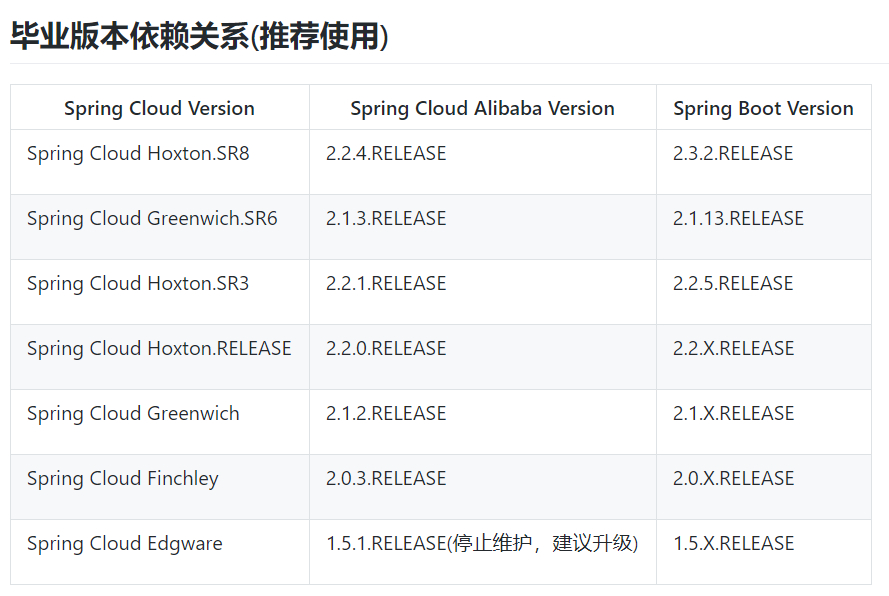 毕业版本依赖关系(推荐使用)
Spring Cloud Version Spring Cloud Alibaba Version Spring Boot Version
Spring Cloud Hoxton.SR8 2.2.4.RELEASE 2.3.2.RELEASE
Spring Cloud Greenwich.SR6 2.1.3.RELEASE 2.1.13.RELEASE
Spring Cloud Hoxton.SR3 2.2.1.RELEASE 2.2.5.RELEASE
Spring Cloud Hoxton.RELEASE 2.2.0.RELEASE 2.2.X.RELEASE
Spring Cloud Greenwich 2.1.2.RELEASE 2.1.X.RELEASE
Spring Cloud Finchley 2.0.3.RELEASE 2.0.X.RELEASE
Spring Cloud Edgware 1.5.1.RELEASE(停止维护，建议升级) 1.5.X.RELEASE